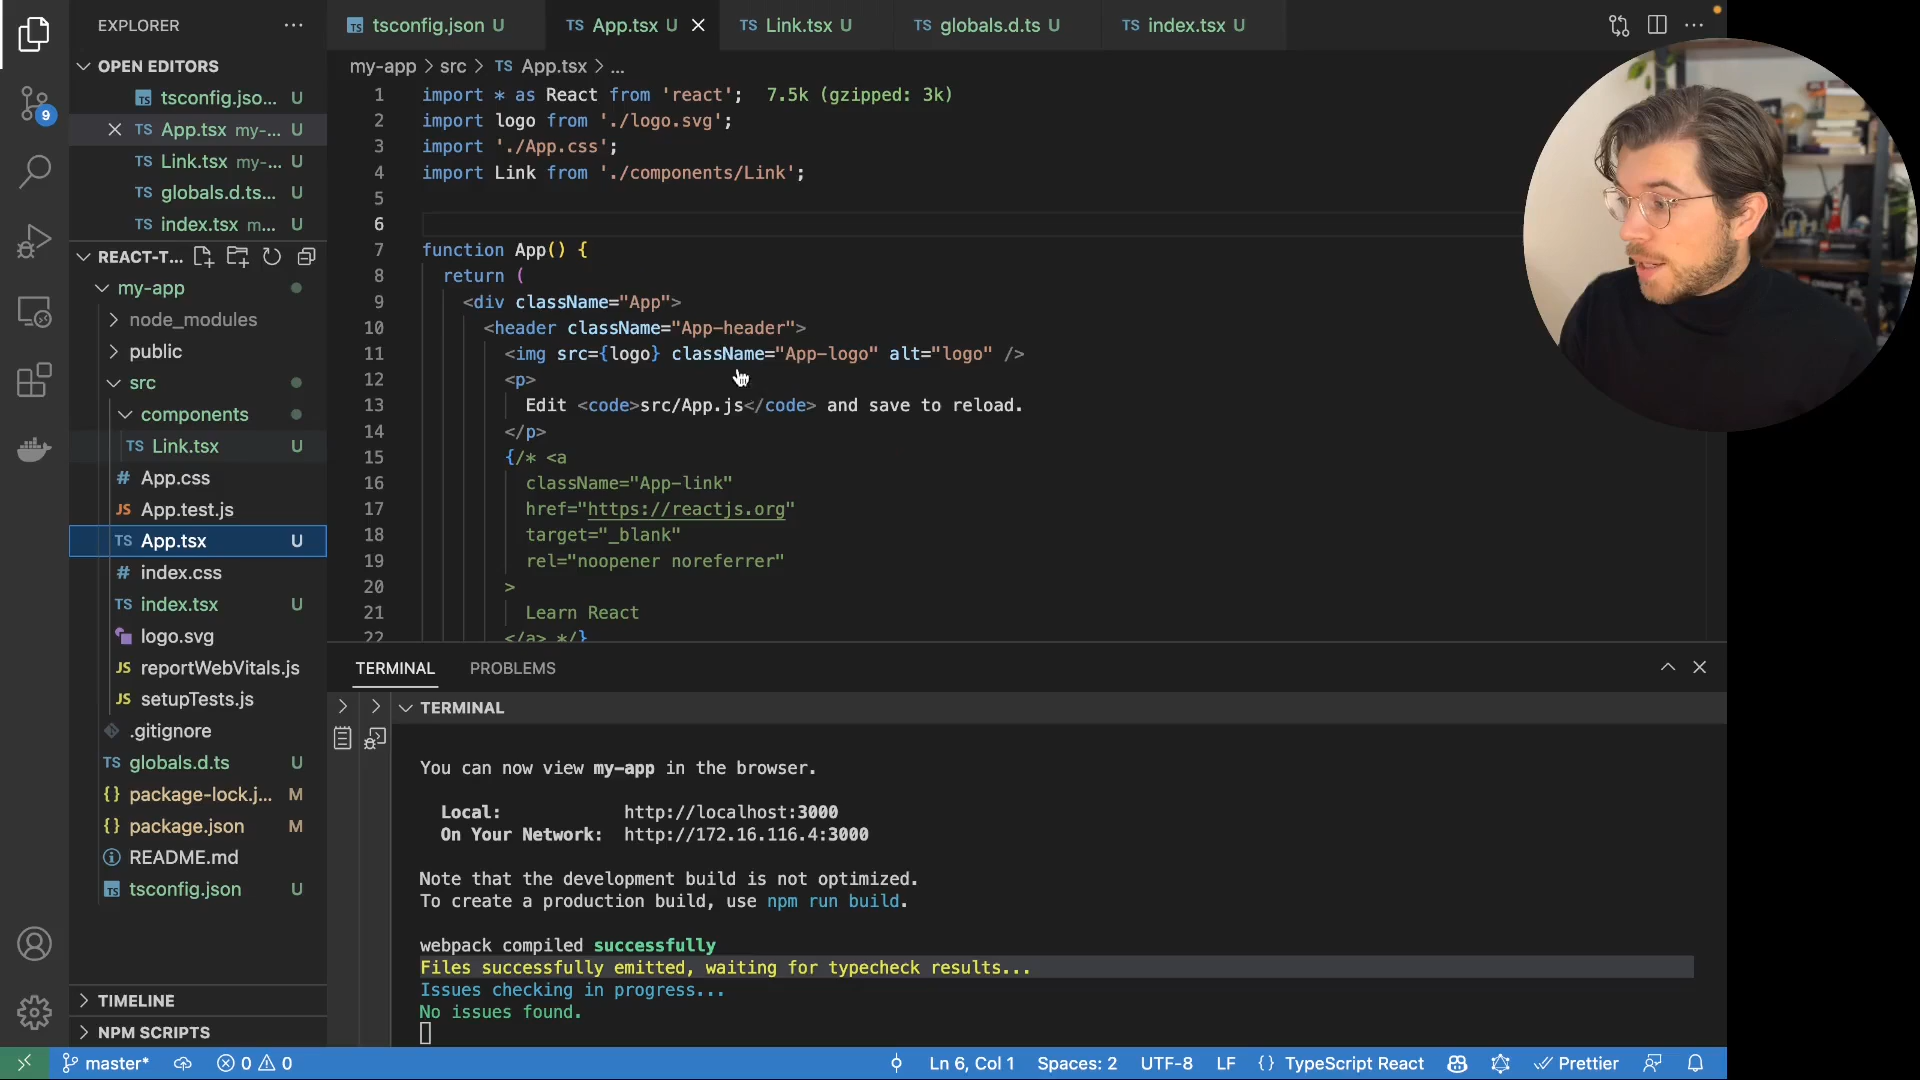 EXPLORER
OPEN EDITORS
tsconfig.jso... U
App.tsx my-... U
Link.tsx my-... U
globals.d.ts... U
index.tsx m... U
REACT-T...
my-app
node_modules
public
src
components
Link.tsx U
App.css
App.test.js
App.tsx U
index.css
index.tsx U
logo.svg
reportWebVitals.js
setupTests.js
.gitignore
globals.d.ts U
package-lock.j... M
package.json M
README.md
tsconfig.json U
TIMELINE
NPM SCRIPTS
9
tsconfig.json U
TS App.tsx U
TS Link.tsx U
TS globals.d.ts U
TS index.tsx U
my-app > src > TS App.tsx > ...
1 import * as React from 'react'; 7.5k (gzipped: 3k)
2 import logo from './logo.svg';
3 import './App.css';
4 import Link from './components/Link';
5
6
7 function App() {
8 return (
9 <div className="App">
10 <header className="App-header">
11 <img src={logo} className="App-logo" alt="logo" />
12 <p>
13 Edit <code>src/App.js</code> and save to reload.
14 </p>
15 {/* <a
16 className="App-link"
17 href="https://reactjs.org"
18 target="_blank"
19 rel="noopener noreferrer"
20 >
21 Learn React
22 </a> */}
TERMINAL PROBLEMS
TERMINAL
You can now view my-app in the browser.
Local: http://localhost:3000
On Your Network: http://172.16.116.4:3000
Note that the development build is not optimized.
To create a production build, use npm run build.
webpack compiled successfully
Files successfully emitted, waiting for typecheck results...
Issues checking in progress...
No issues found.
master* 0 0 Ln 6, Col 1 Spaces: 2 UTF-8 LF {} TypeScript React Prettier